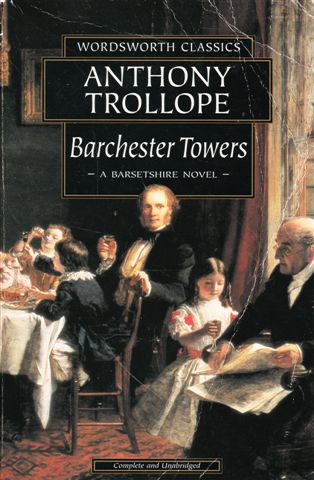 WORDSWORTH CLASSICS
ANTHONY
TROLLOPE
Barchester Towers
– A BARSETSHIRE NOVEL –
Complete and Unabridged